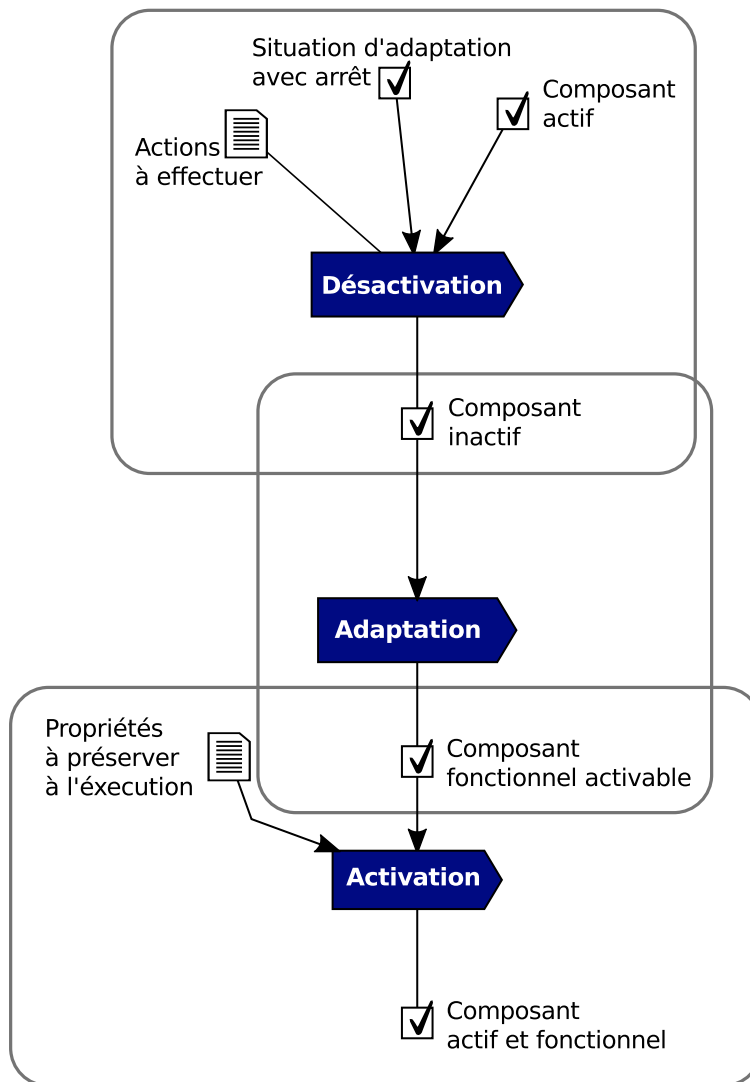 Situation d'adaptation
avec arrêt
Composant
actif
Actions
à effectuer
Désactivation
Composant
inactif
Adaptation
Propriétés
à préserver
à l'éxecution
Composant
fonctionnel activable
Activation
Composant
actif et fonctionnel